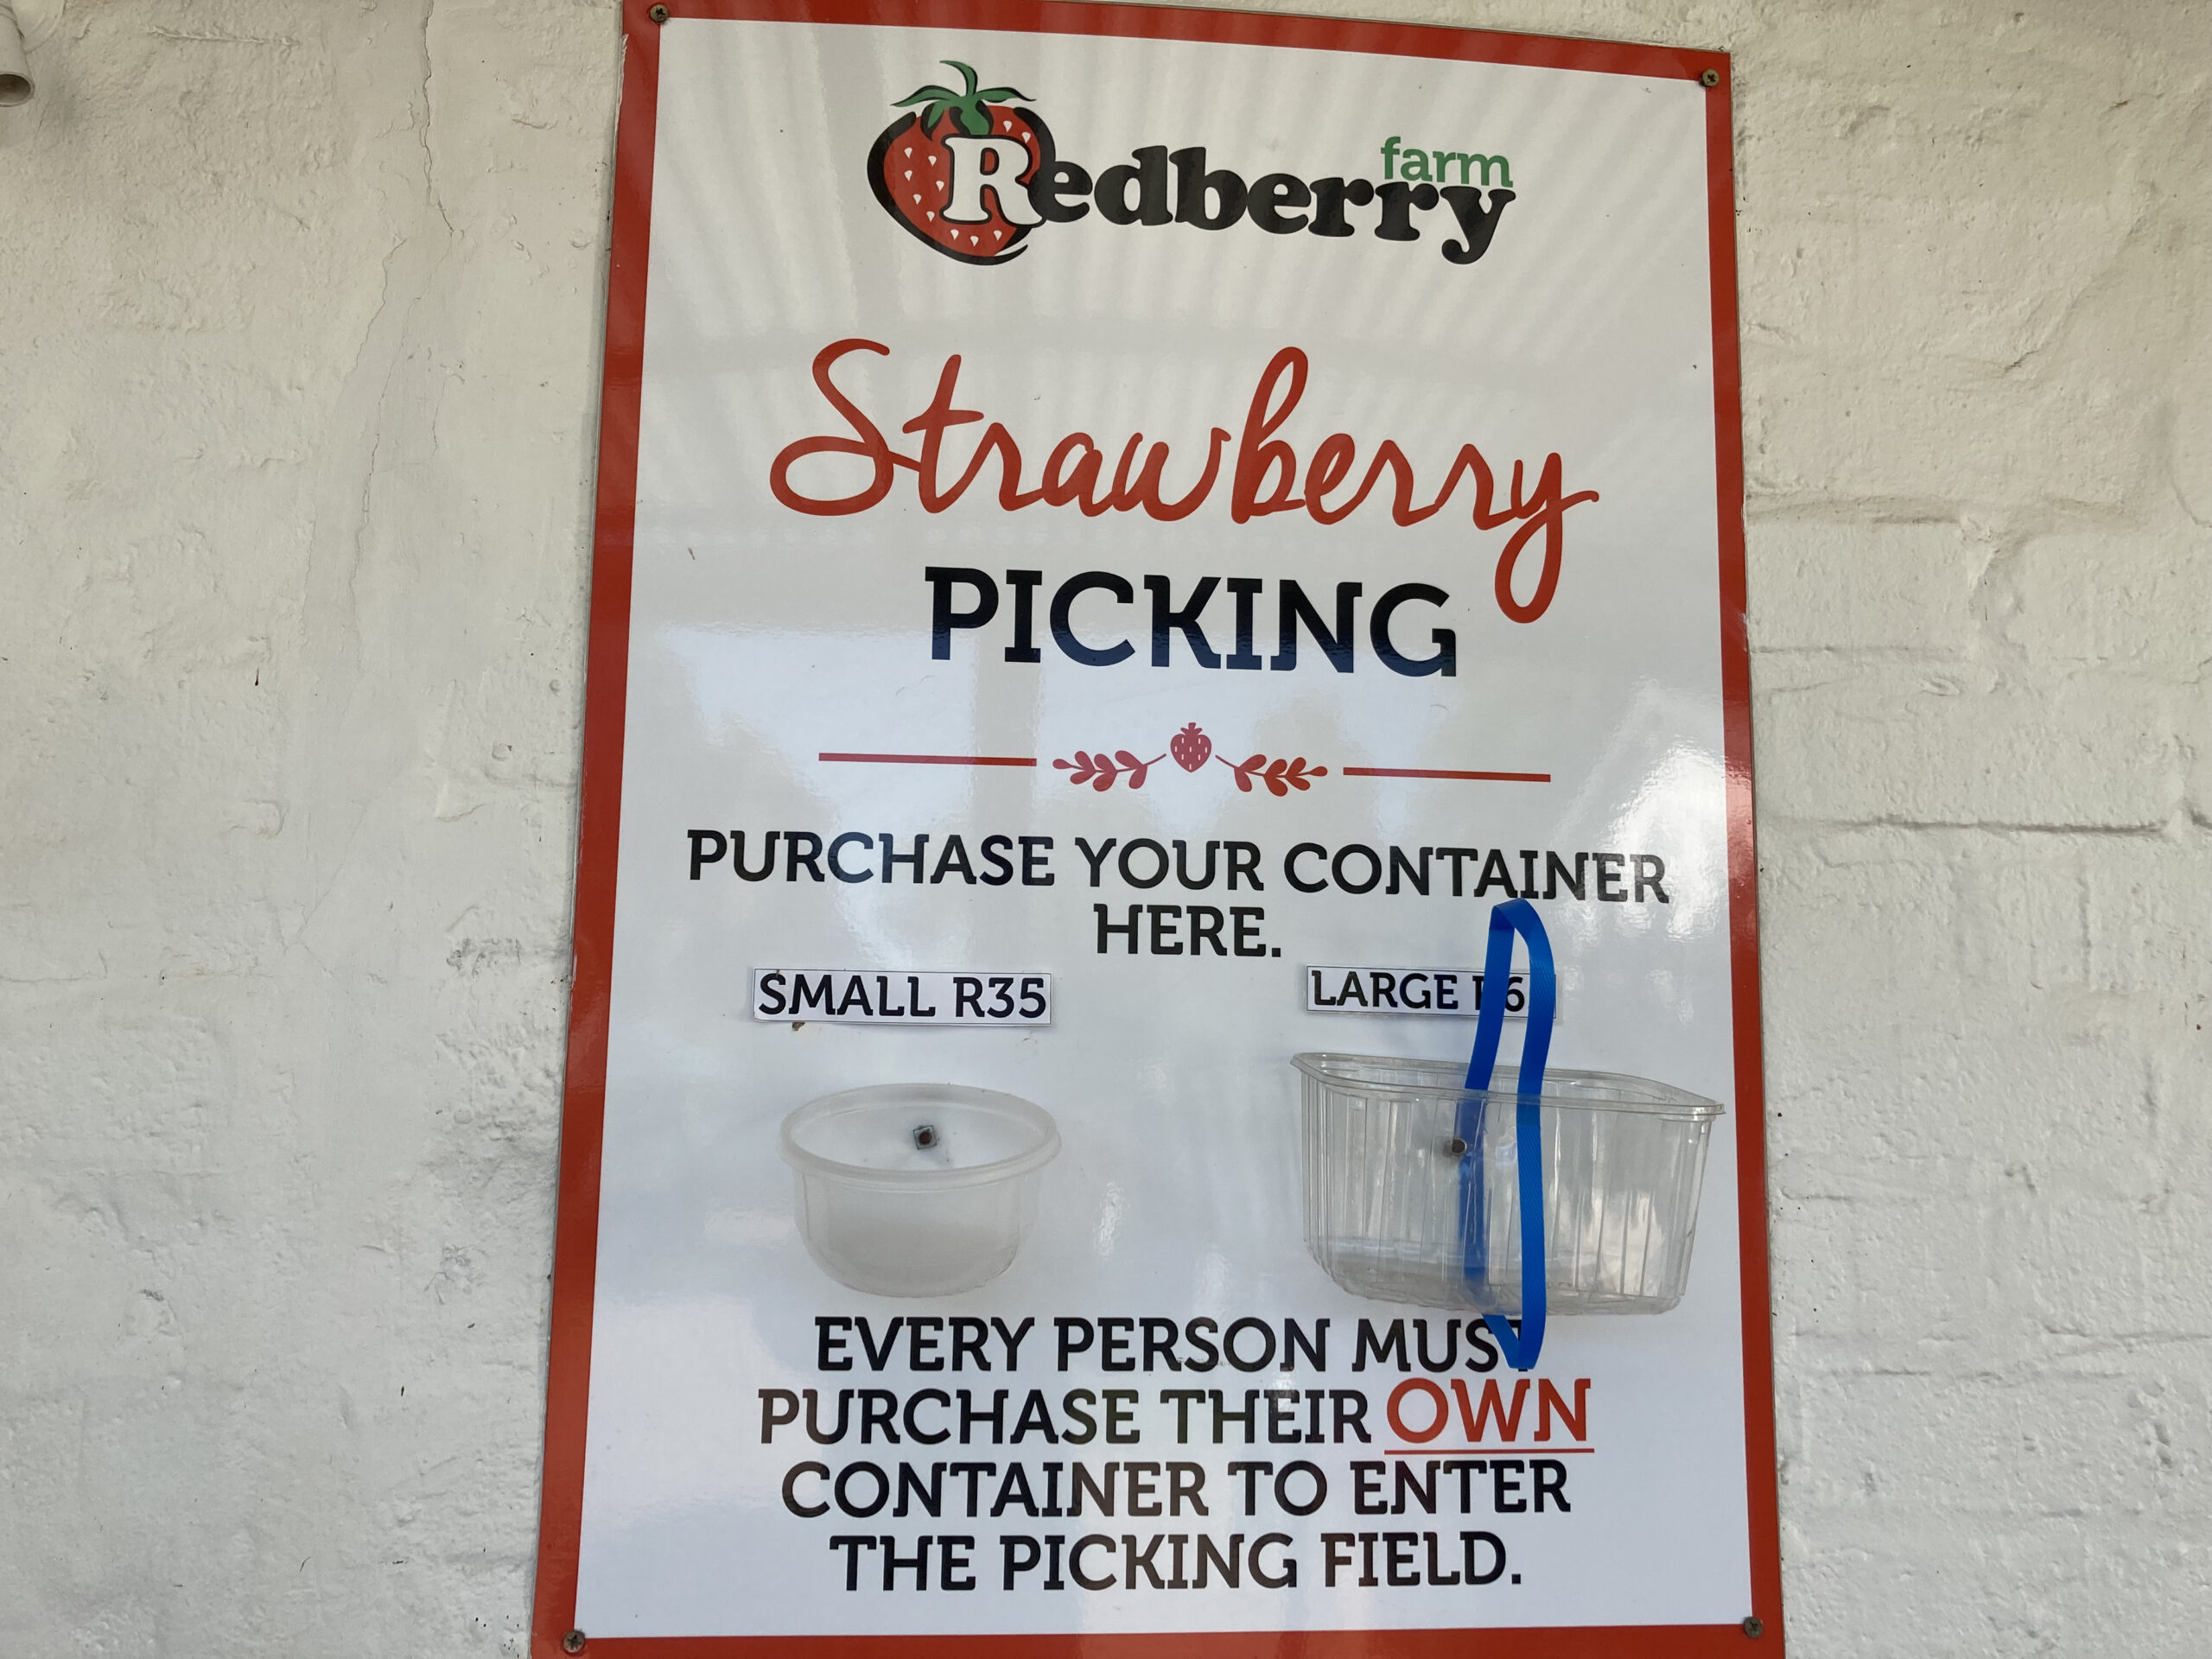 Redberry farm
Strawberry
PICKING
PURCHASE YOUR CONTAINER
HERE.
SMALL R35
LARGE
EVERY PERSON MUST
PURCHASE THEIR OWN
CONTAINER TO ENTER
THE PICKING FIELD.